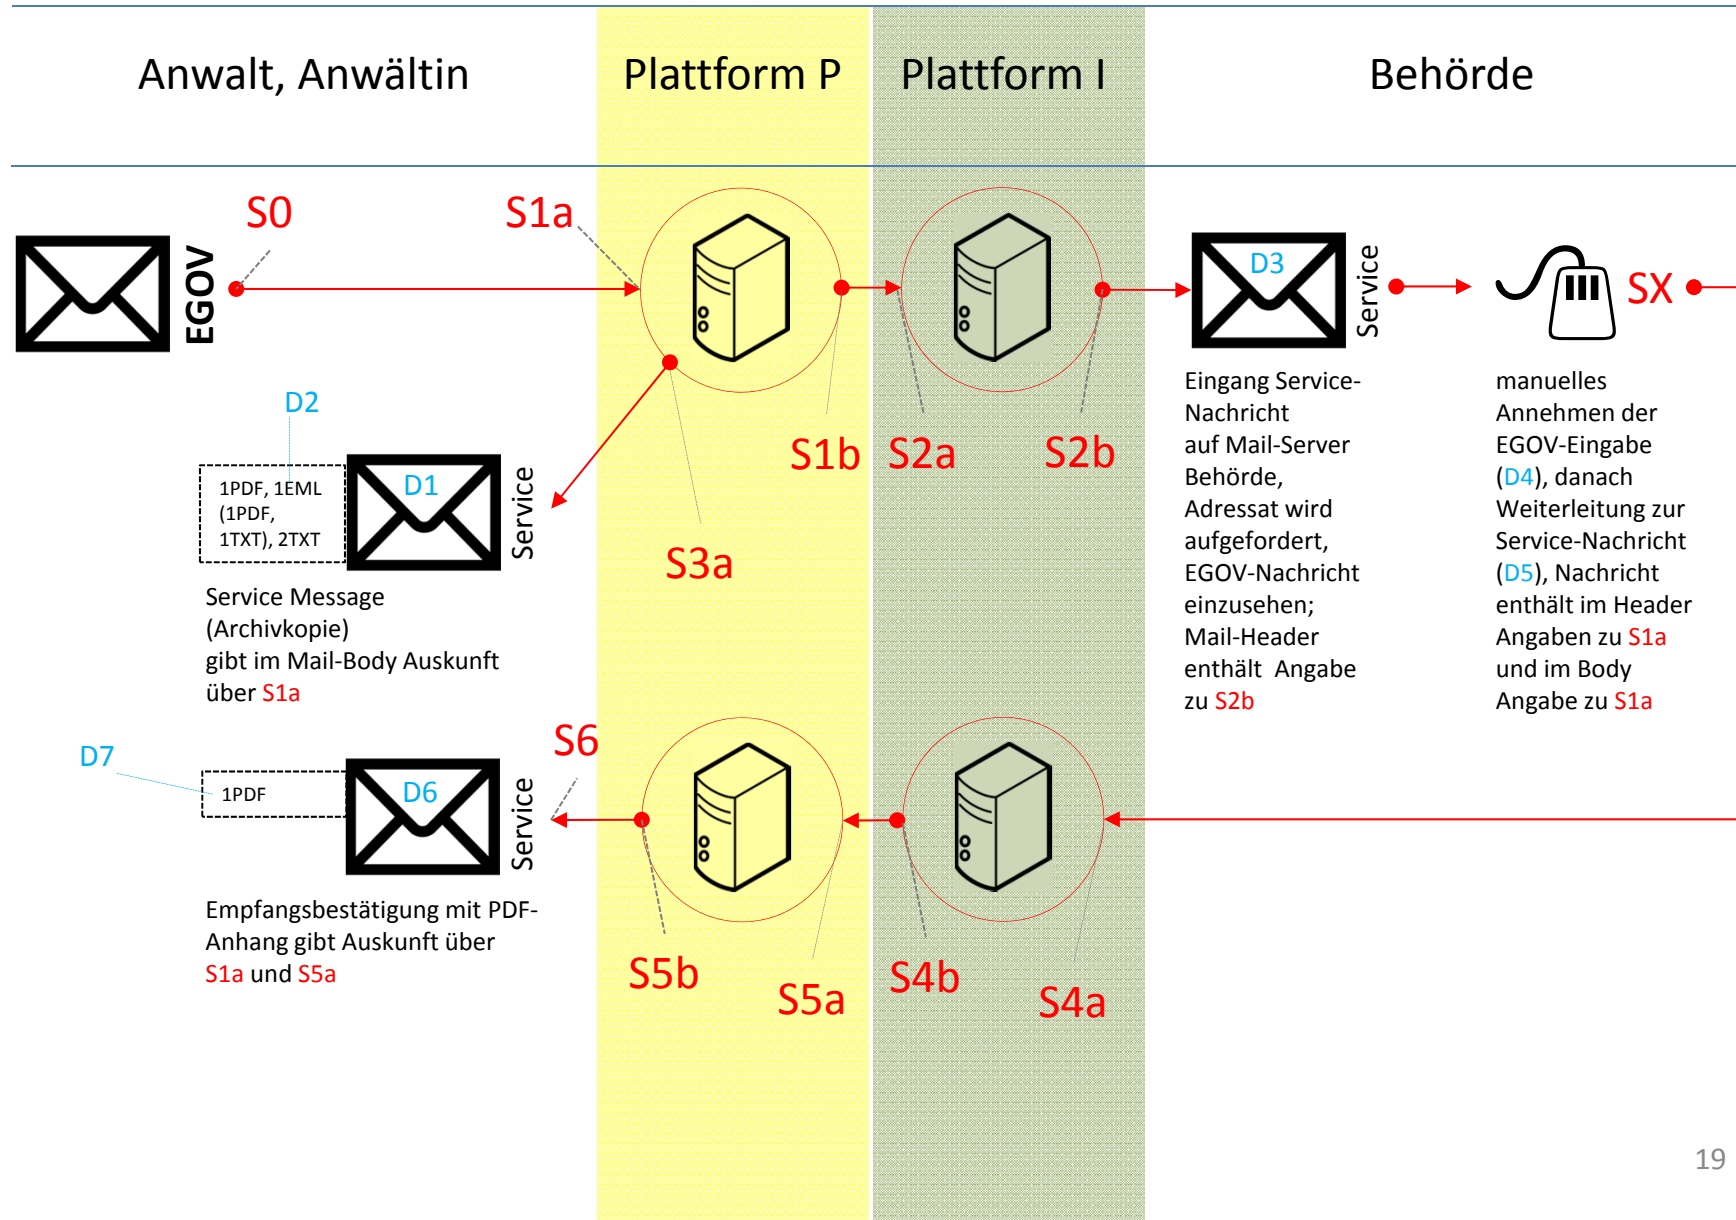 Anwalt, Anwältin
Plattform P
Plattform I
Behörde
S0
S1a
EGOV
D3
Service
SX
D2
S1b
S2a
S2b
1PDF, 1EML
(1PDF,
1TXT), 2TXT
D1
Service
S3a
Service Message
(Archivkopie)
gibt im Mail-Body Auskunft
über S1a
Eingang Service-
Nachricht
auf Mail-Server
Behörde,
Adressat wird
aufgefordert,
EGOV-Nachricht
einzusehen;
Mail-Header
enthält Angabe
zu S2b
manuelles
Annehmen der
EGOV-Eingabe
(D4), danach
Weiterleitung zur
Service-Nachricht
(D5), Nachricht
enthält im Header
Angaben zu S1a
und im Body
Angabe zu S1a
D7
1PDF
D6
Service
S6
Empfangsbestätigung mit PDF-
Anhang gibt Auskunft über
S1a und S5a
S5b
S5a
S4b
S4a
19